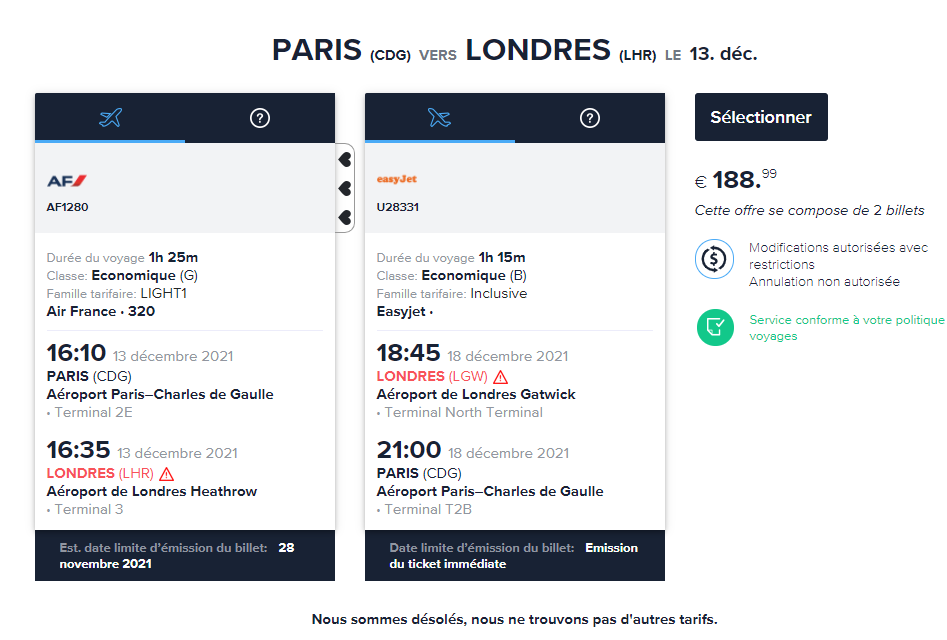 PARIS (CDG) VERS LONDRES (LHR) LE 13. déc.
?
AF
AF1280
Durée du voyage 1h 25m
Classe: Economique (G)
Famille tarifaire: LIGHT1
Air France • 320
16:10 13 décembre 2021
PARIS (CDG)
Aéroport Paris–Charles de Gaulle
• Terminal 2E
16:35 13 décembre 2021
LONDRES (LHR)
Aéroport de Londres Heathrow
• Terminal 3
Est. date limite d'émission du billet: 28
novembre 2021
?
easyJet
U28331
Durée du voyage 1h 15m
Classe: Economique (B)
Famille tarifaire: Inclusive
Easyjet •
18:45 18 décembre 2021
LONDRES (LGW)
Aéroport de Londres Gatwick
• Terminal North Terminal
21:00 18 décembre 2021
PARIS (CDG)
Aéroport Paris–Charles de Gaulle
• Terminal T2B
Date limite d'émission du billet: Emission
du ticket immédiate
Sélectionner
€ 188.99
Cette offre se compose de 2 billets
$
Modifications autorisées avec
restrictions
Annulation non autorisée
Service conforme à votre politique
voyages
Nous sommes désolés, nous ne trouvons pas d'autres tarifs.